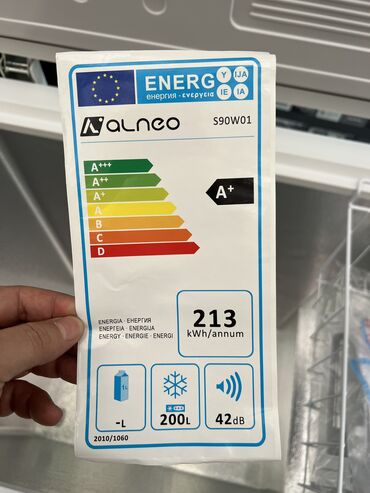 ENERG Y IJA IE IA
енергия · ενεργεια
ALNEO S90W01
A+++
A++
A+
A
B
C
D
A+
ENERGIA · ЕНЕРГИЯ
ΕΝΕΡΓΕΙΑ · ENERGIJA
ENERGY · ENERGIE · ENERGI
213
kWh/annum
-L
200L
42dB
2010/1060